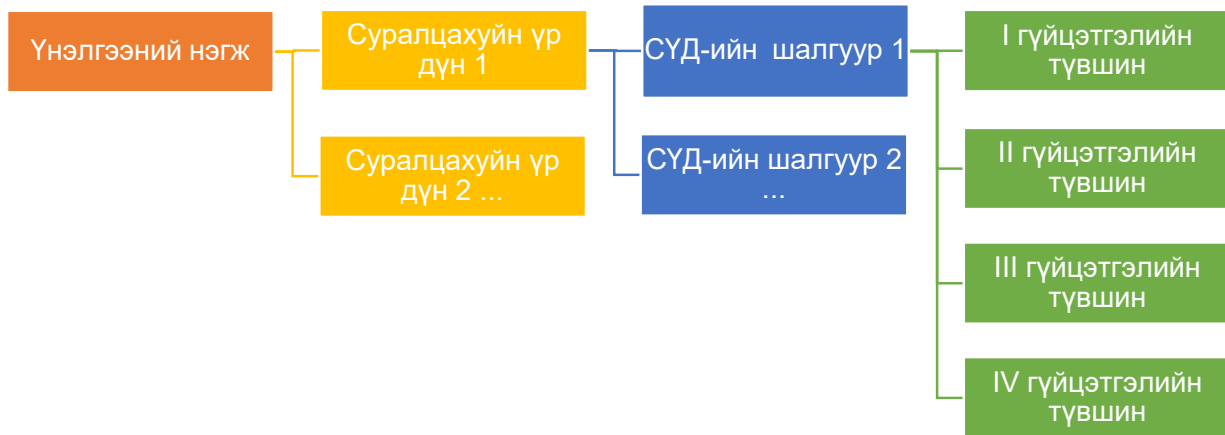 Үнэлгээний нэгж
Суралцахуйн үр
дүн 1
Суралцахуйн үр
дүн 2 ...
СҮД-ийн шалгуур 1
СҮД-ийн шалгуур 2
...
I гүйцэтгэлийн
түвшин
II гүйцэтгэлийн
түвшин
III гүйцэтгэлийн
түвшин
IV гүйцэтгэлийн
түвшин